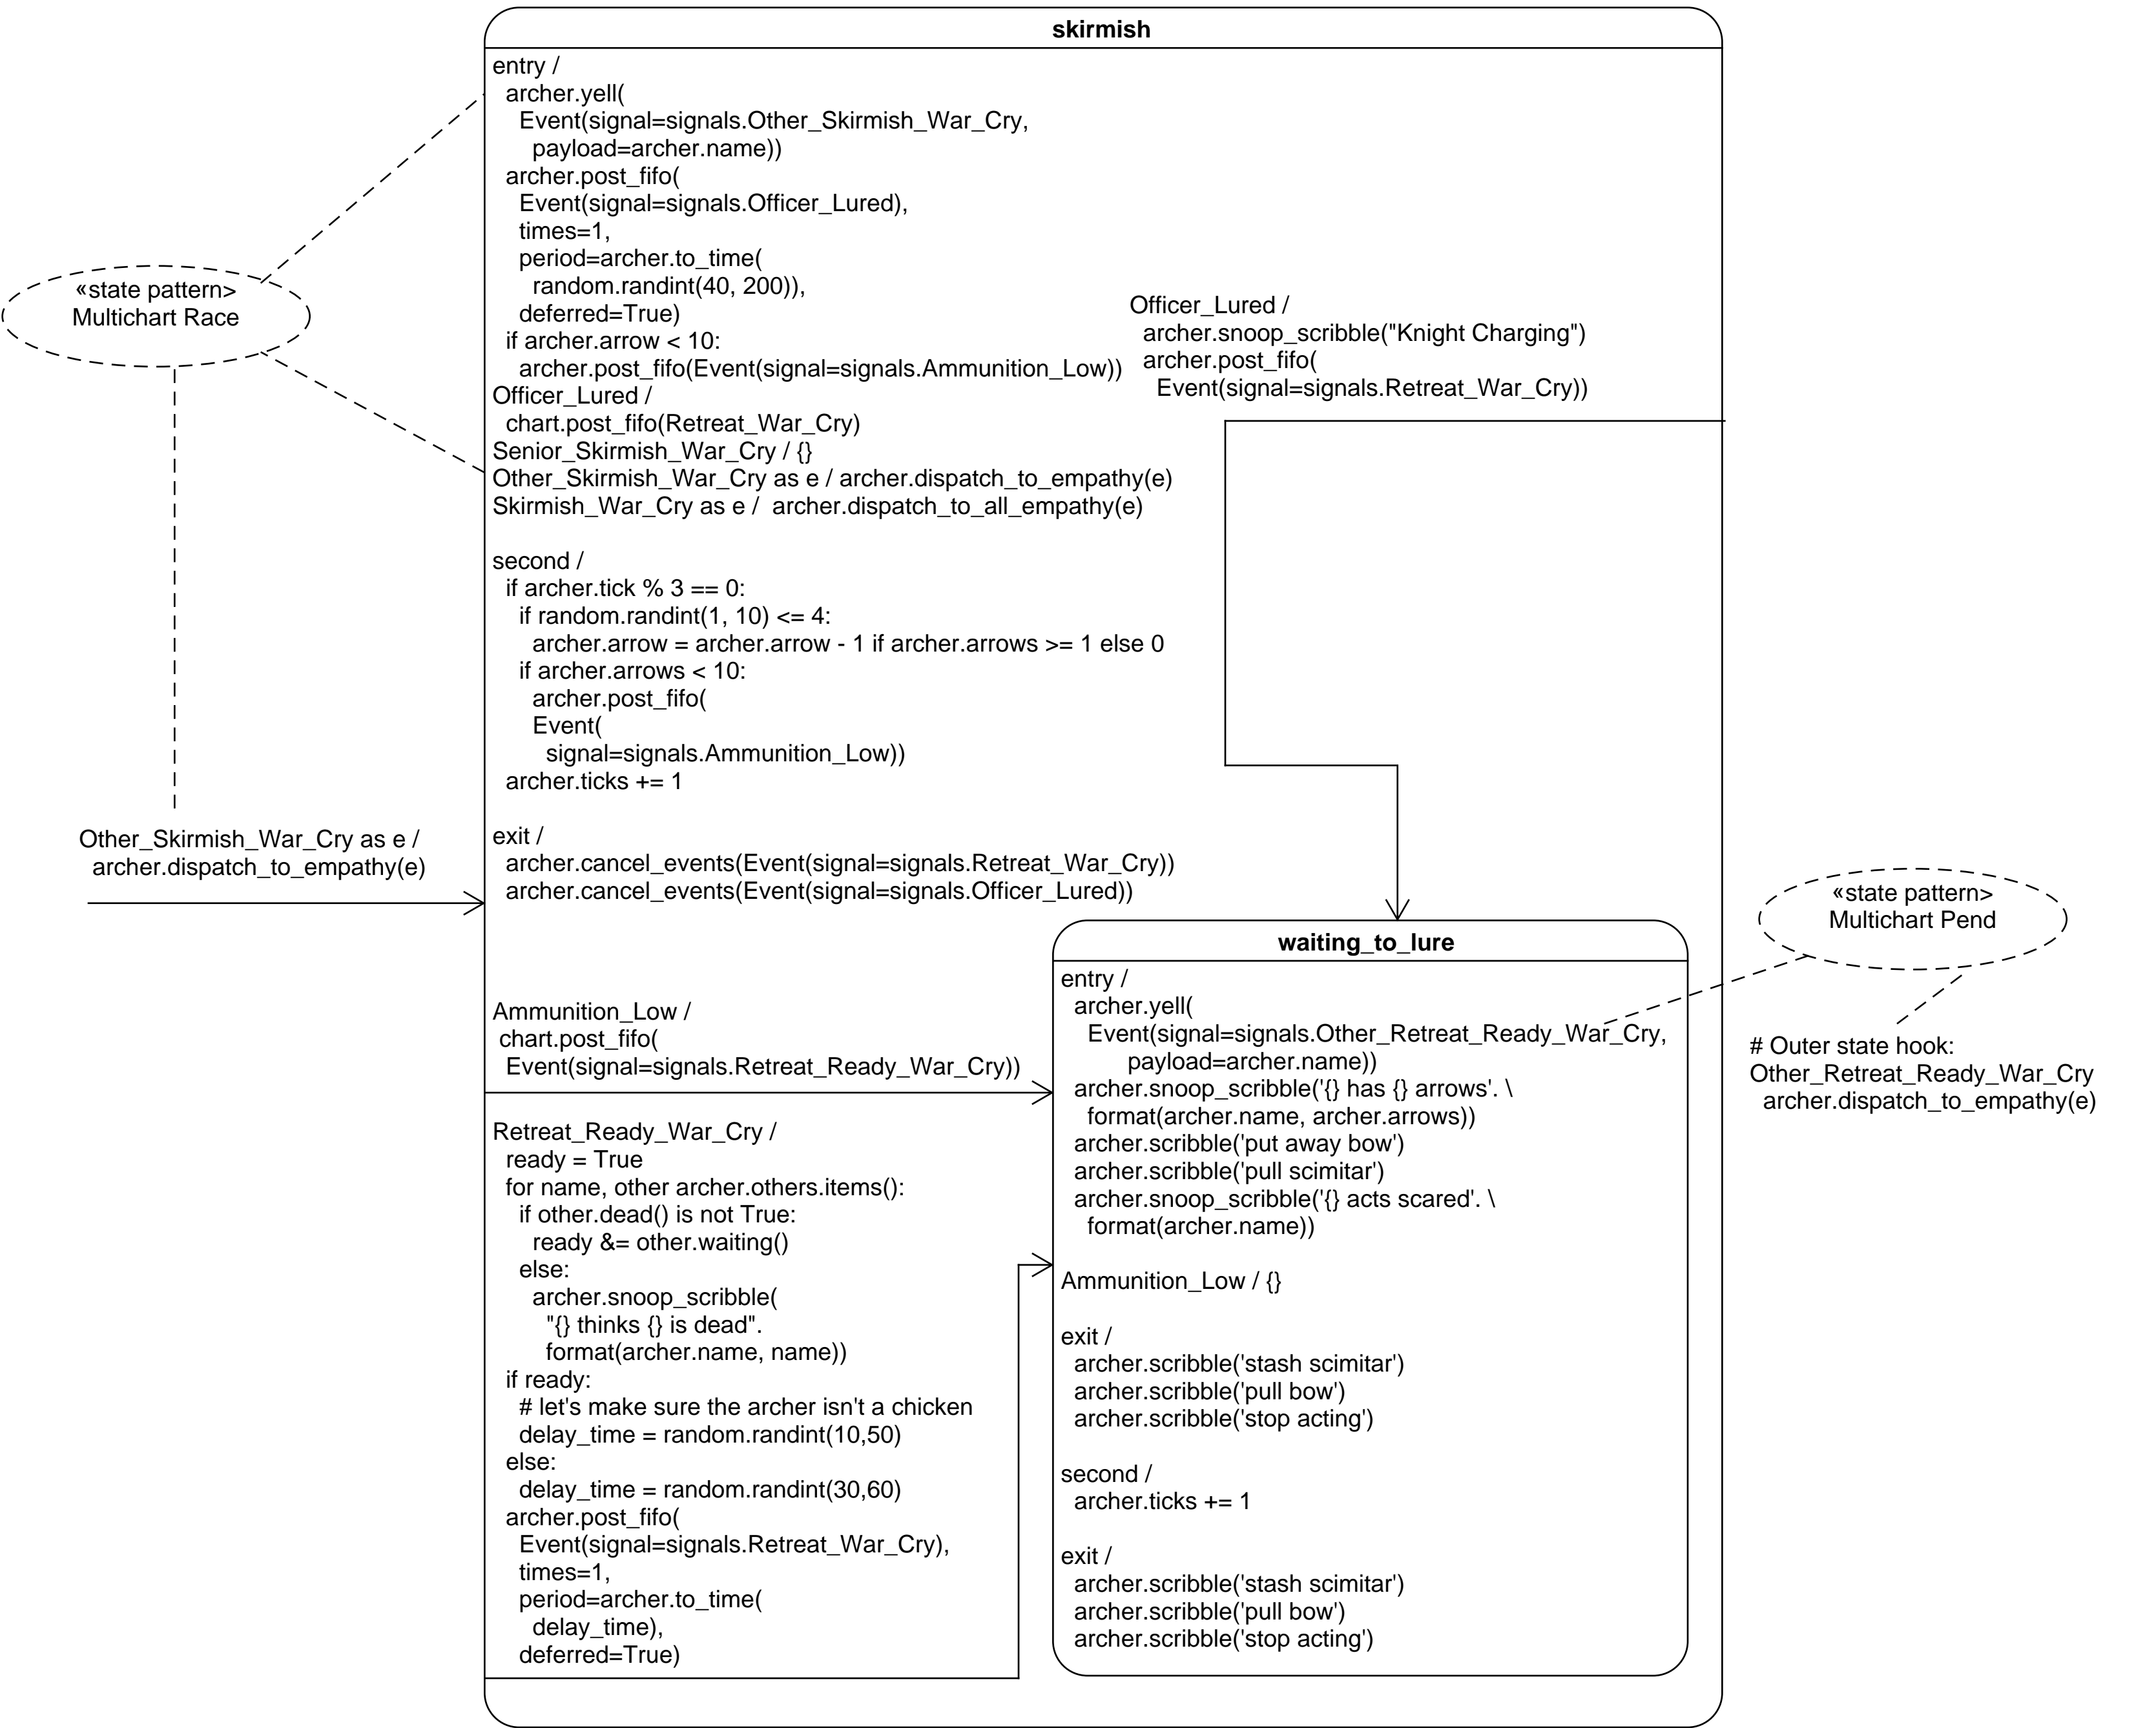 skirmish
entry /
archer.yell(
Event(signal=signals.Other_Skirmish_War_Cry,
payload=archer.name))
archer.post_fifo(
Event(signal=signals.Officer_Lured),
times=1,
period=archer.to_time(
random.randint(40, 200)),
deferred=True)
if archer.arrow < 10:
archer.post_fifo(Event(signal=signals.Ammunition_Low))
Officer_Lured /
chart.post_fifo(Retreat_War_Cry)
Senior_Skirmish_War_Cry / {}
Other_Skirmish_War_Cry as e / archer.dispatch_to_empathy(e)
Skirmish_War_Cry as e /  archer.dispatch_to_all_empathy(e)
second /
if archer.tick % 3 == 0:
if random.randint(1, 10) <= 4:
archer.arrow = archer.arrow - 1 if archer.arrows >= 1 else 0
if archer.arrows < 10:
archer.post_fifo(
Event(
signal=signals.Ammunition_Low))
archer.ticks += 1
exit /
archer.cancel_events(Event(signal=signals.Retreat_War_Cry))
archer.cancel_events(Event(signal=signals.Officer_Lured))
Ammunition_Low /
chart.post_fifo(
Event(signal=signals.Retreat_Ready_War_Cry))
Retreat_Ready_War_Cry /
ready = True
for name, other archer.others.items():
if other.dead() is not True:
ready &= other.waiting()
else:
archer.snoop_scribble(
"{} thinks {} is dead".
format(archer.name, name))
if ready:
# let's make sure the archer isn't a chicken
delay_time = random.randint(10,50)
else:
delay_time = random.randint(30,60)
archer.post_fifo(
Event(signal=signals.Retreat_War_Cry),
times=1,
period=archer.to_time(
delay_time),
deferred=True)
Officer_Lured /
archer.snoop_scribble("Knight Charging")
archer.post_fifo(
Event(signal=signals.Retreat_War_Cry))
«state pattern>
Multichart Race
Other_Skirmish_War_Cry as e /
archer.dispatch_to_empathy(e)
waiting_to_lure
entry /
archer.yell(
Event(signal=signals.Other_Retreat_Ready_War_Cry,
payload=archer.name))
archer.snoop_scribble('{} has {} arrows'. \
format(archer.name, archer.arrows))
archer.scribble('put away bow')
archer.scribble('pull scimitar')
archer.snoop_scribble('{} acts scared'. \
format(archer.name))
Ammunition_Low / {}
exit /
archer.scribble('stash scimitar')
archer.scribble('pull bow')
archer.scribble('stop acting')
second /
archer.ticks += 1
exit /
archer.scribble('stash scimitar')
archer.scribble('pull bow')
archer.scribble('stop acting')
«state pattern>
Multichart Pend
# Outer state hook:
Other_Retreat_Ready_War_Cry
archer.dispatch_to_empathy(e)